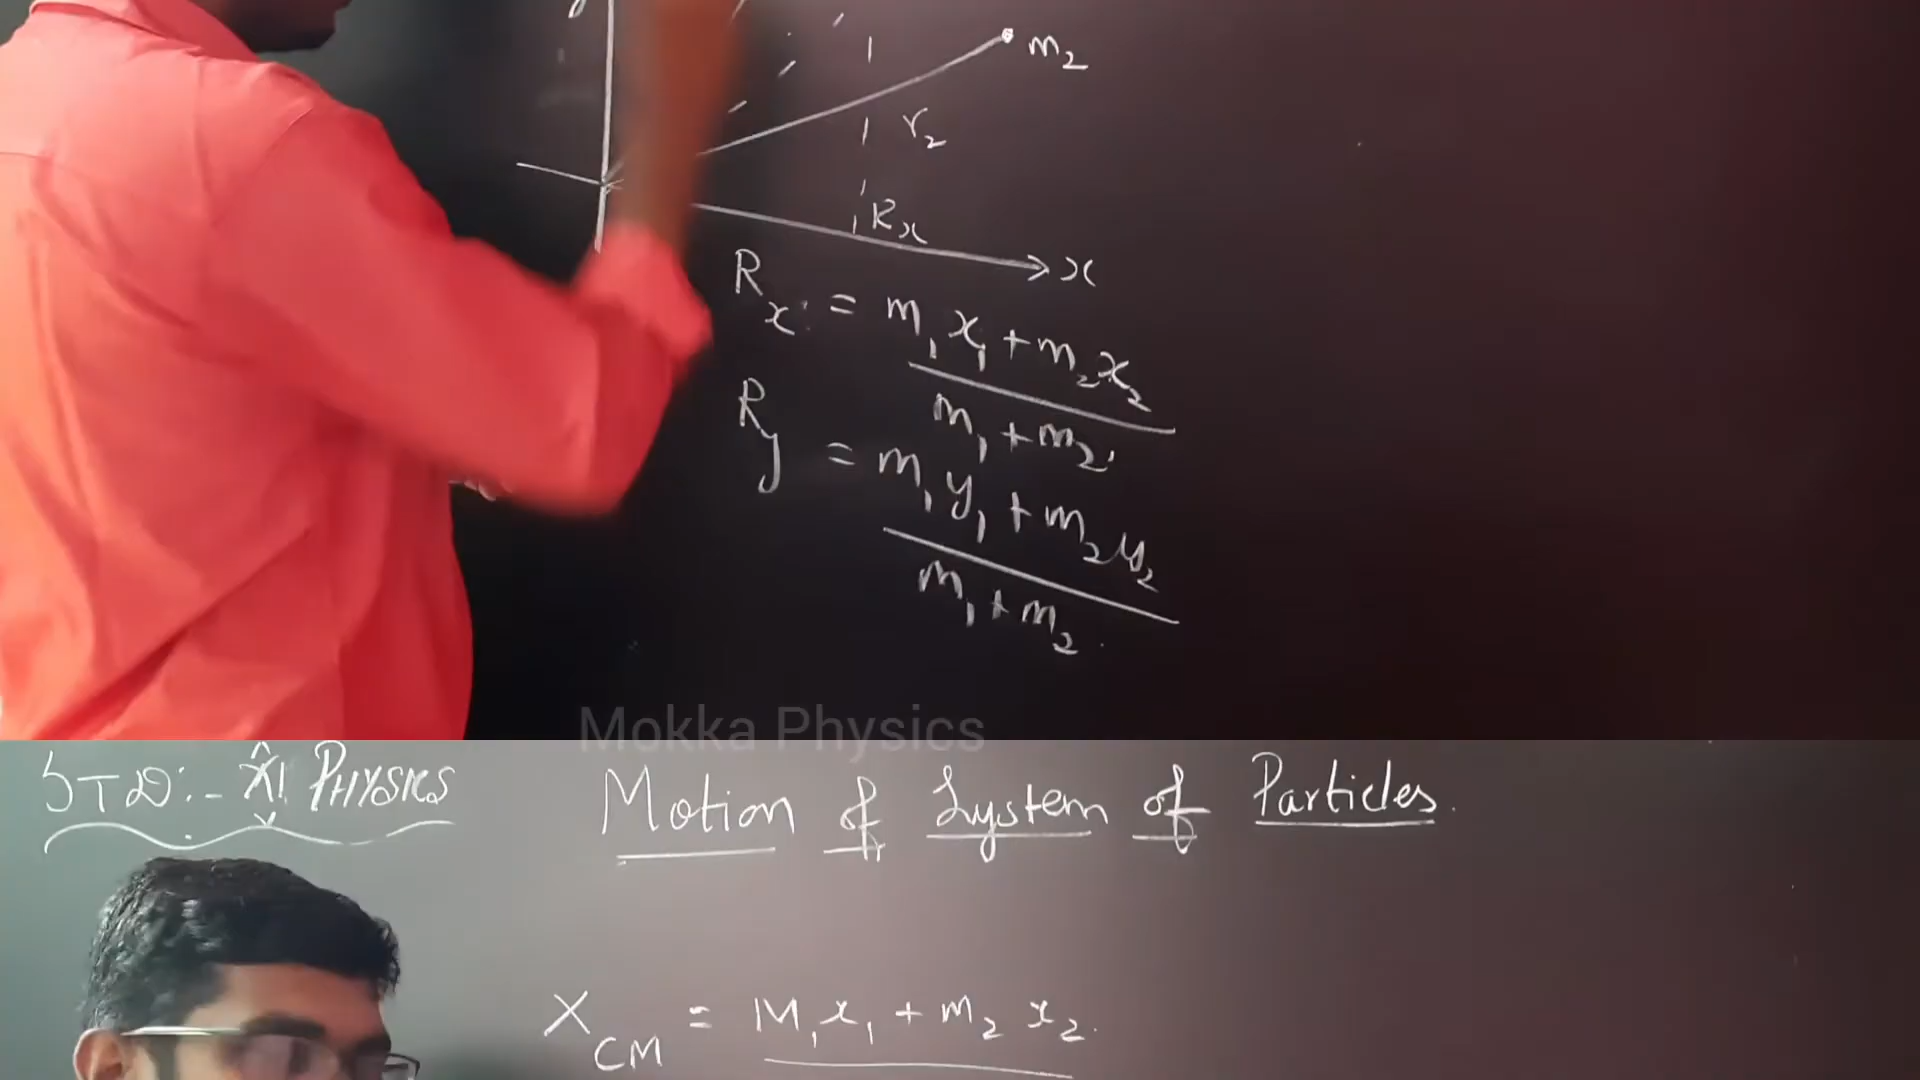 y
m₂
r₂
Rx
x
Rx = m₁x₁ + m₂x₂
m₁ + m₂
Ry = m₁y₁ + m₂y₂
m₁ + m₂
Mokka Physics
STD:- XI PHYSICS
Motion of System of Particles.
X CM = M₁x₁ + m₂ x₂